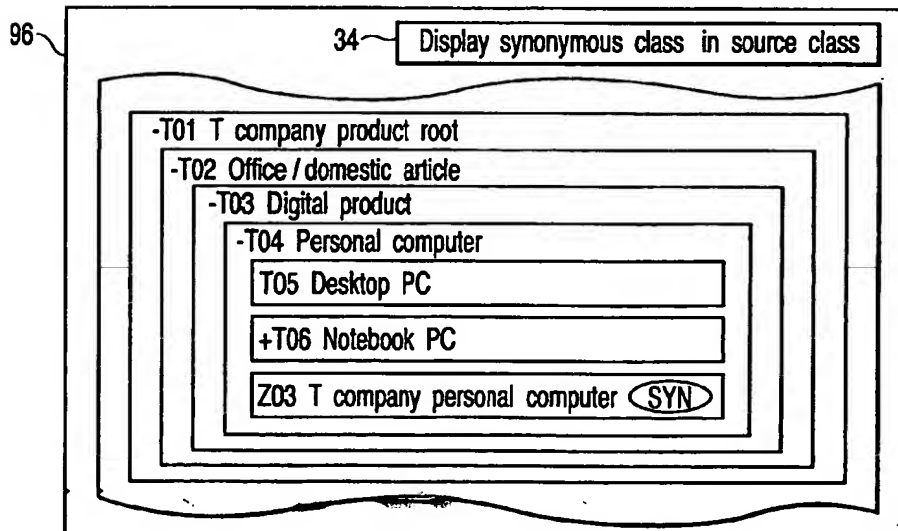 96
34 Display synonymous class in source class
-T01 T company product root
-T02 Office / domestic article
-T03 Digital product
-T04 Personal computer
T05 Desktop PC
+T06 Notebook PC
Z03 T company personal computer SYN